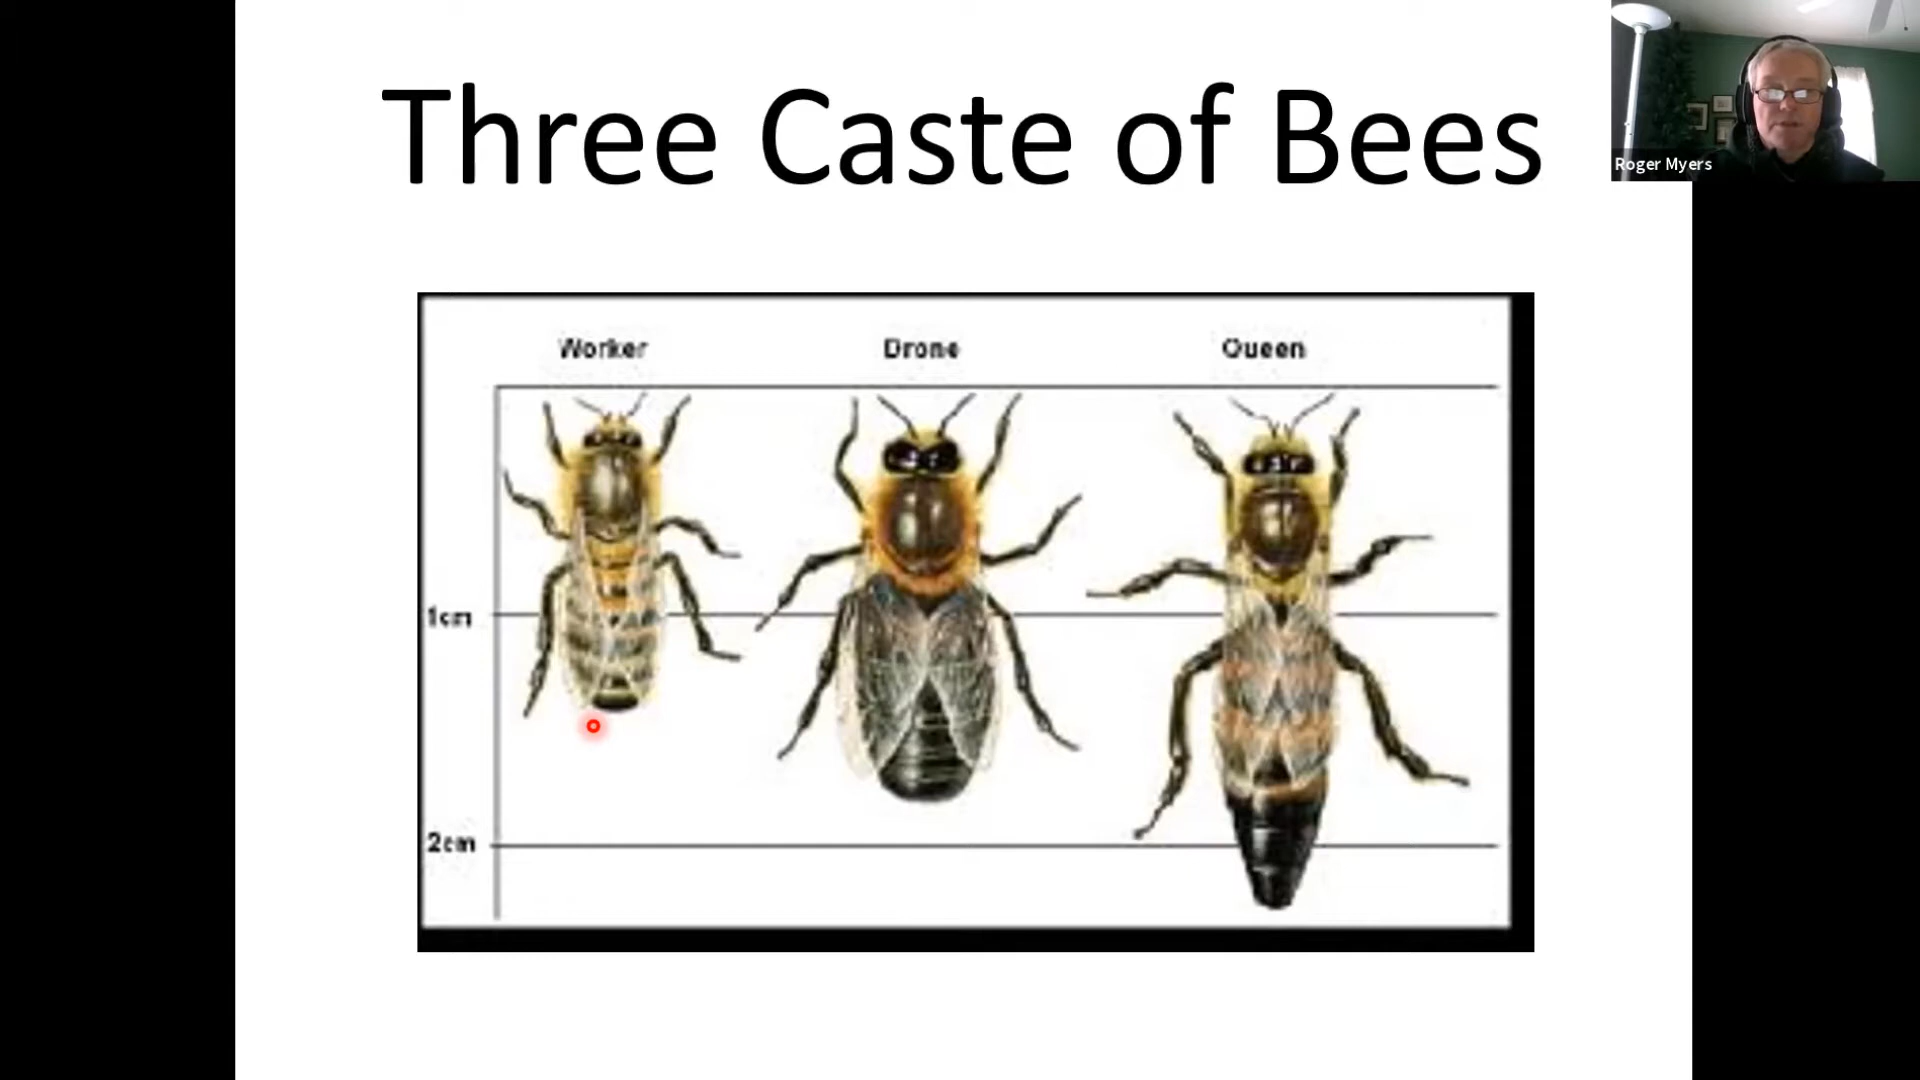 Three Caste of Bees
Roger Myers
Worker Drone Queen
1cm
2cm